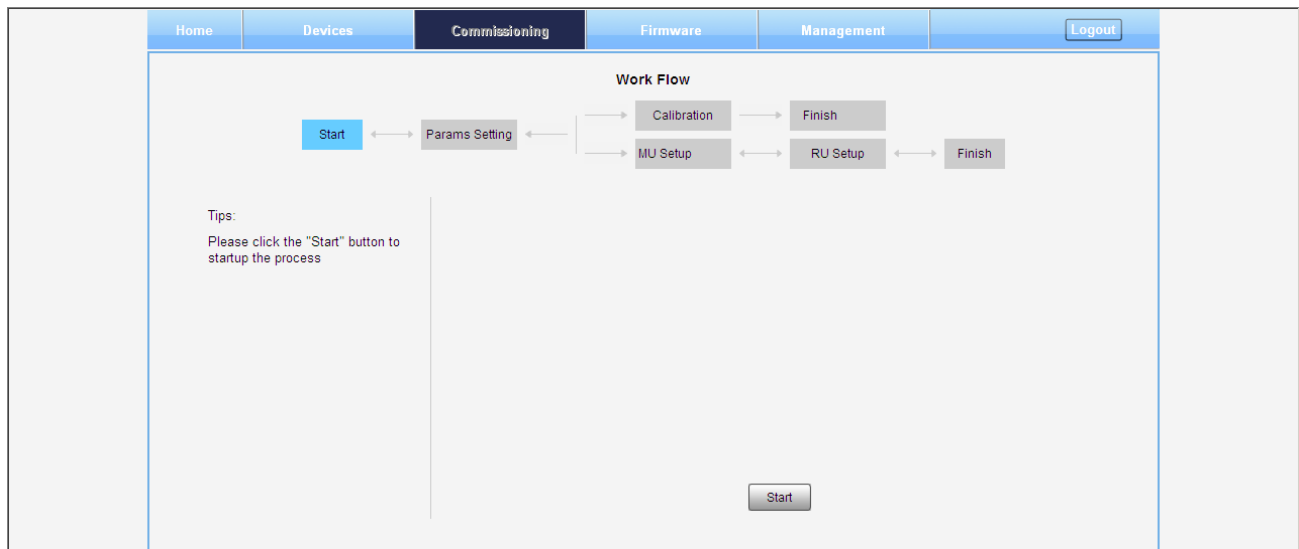 Home Devices Commissioning Firmware Management Logout
Work Flow
Calibration Finish
Start Params Setting
MU Setup RU Setup Finish
Tips:
Please click the "Start" button to
startup the process
Start